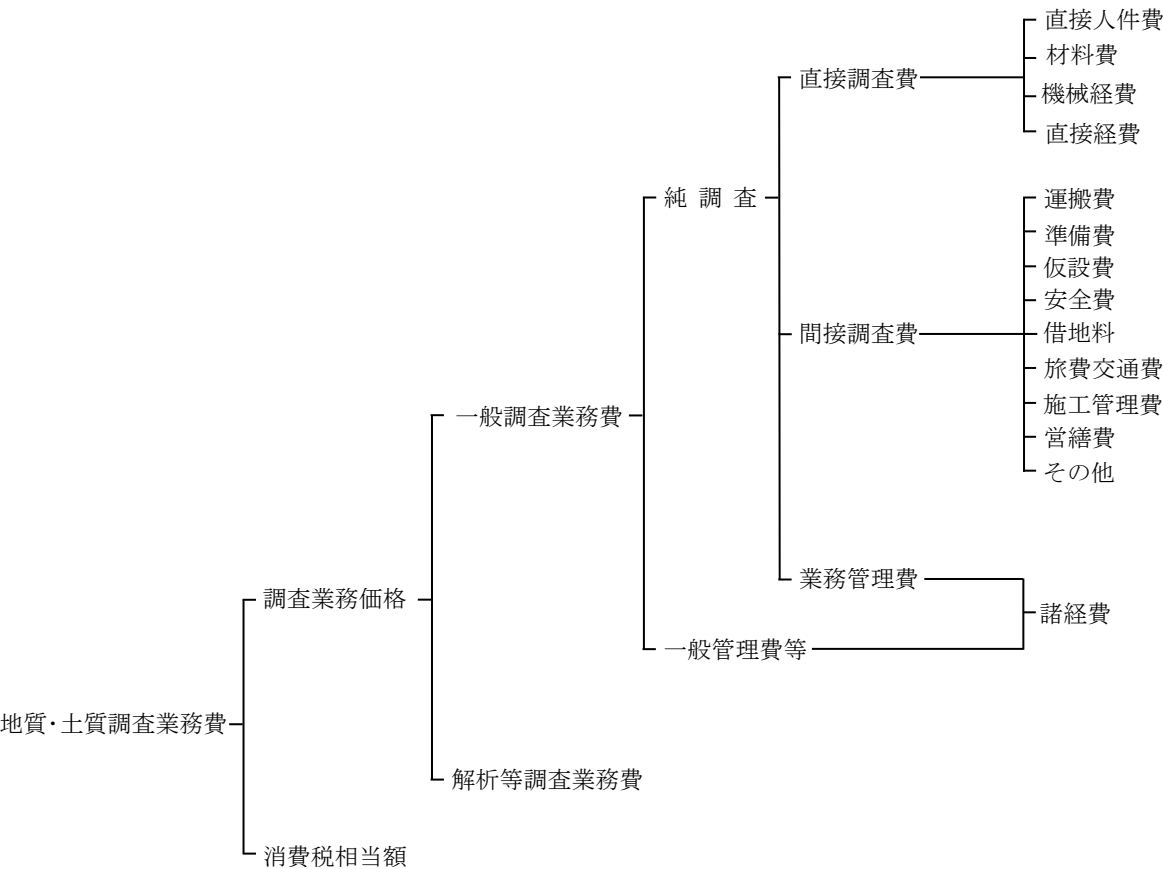 直接人件費
材料費
直接調査費
機械経費
直接経費
純 調 査
運搬費
準備費
仮設費
安全費
間接調査費
借地料
旅費交通費
施工管理費
一般調査業務費
営繕費
その他
業務管理費
調査業務価格
諸経費
一般管理費等
地質・土質調査業務費
解析等調査業務費
消費税相当額